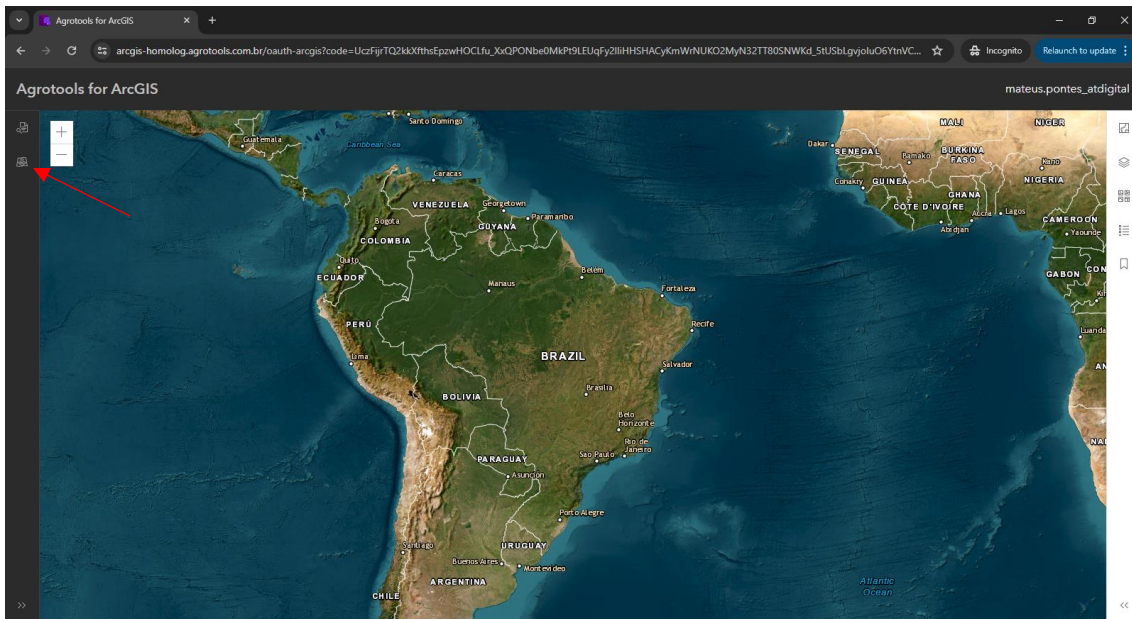 Agrotools for ArcGIS
arcgis-homolog.agrotools.com.br/oauth-arcgis?code=UczFijrTQ2kkXfthsEpzwHOCLfu_XxQPONbe0MkPt9LEUqFy2IliHHSHACyKmWrNUKO2MyN32TT80SNWKd_5tUSbLgvjoluO6YtnVC...
Incognito
Relaunch to update
Agrotools for ArcGIS
mateus.pontes_atdigital
Santo Domingo
Guatemala
Caribbean Sea
Caracas
VENEZUELA
Georgetown
Paramaribo
GUYANA
Bogota
COLOMBIA
Quito
ECUADOR
Belém
Manaus
Fortaleza
PERÚ
Recife
Lima
BRAZIL
Salvador
Brasília
BOLIVIA
Belo
Horizonte
Rio de
Janeiro
Sao Paulo
PARAGUAY
Asunción
Porto Alegre
Santiago
URUGUAY
Buenos Aires
Montevideo
ARGENTINA
CHILE
Atlantic
Ocean
MALI
NIGER
Dakar
SENEGAL
Bamako
BURKINA
FASO
Kano
Conakry
GUINEA
NIGERIA
GHANA
COTE D'IVOIRE
Accra
Lagos
Abidjan
CAMEROON
Yaounde
GABON
CON
Luanda